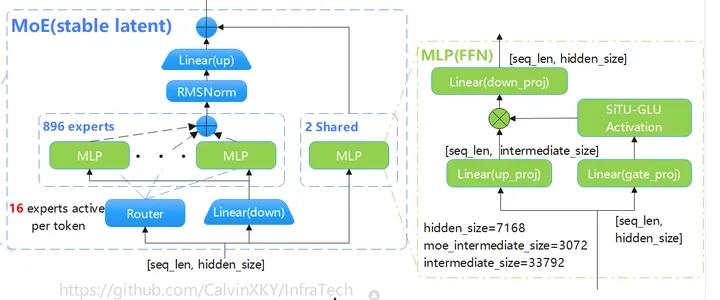 MoE(stable latent)
Linear(up)
RMSNorm
896 experts
2 Shared
MLP
MLP
MLP
16 experts active
per token
Router
Linear(down)
[seq_len, hidden_size]
MLP(FFN)
[seq_len, hidden_size]
Linear(down_proj)
SiTU-GLU
Activation
[seq_len, intermediate_size]
Linear(up_proj)
Linear(gate_proj)
hidden_size=7168
moe_intermediate_size=3072
intermediate_size=33792
[seq_len,
hidden_size]
https://github.com/CalvinXKY/InfraTech